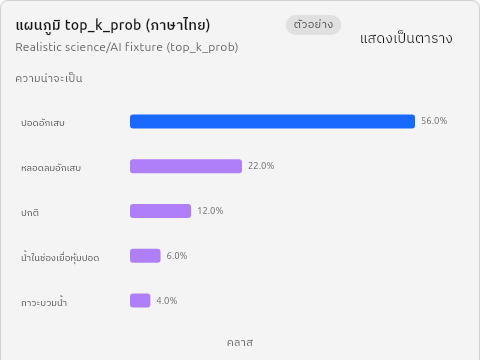 แผนภูมิ top_k_prob (ภาษาไทย)
ตัวอย่าง
แสดงเป็นตาราง
Realistic science/AI fixture (top_k_prob)
ความน่าจะเป็น
ปอดอักเสบ
56.0%
หลอดลมอักเสบ
22.0%
ปกติ
12.0%
น้ำในช่องเยื่อหุ้มปอด
6.0%
ภาวะบวมน้ำ
4.0%
คลาส